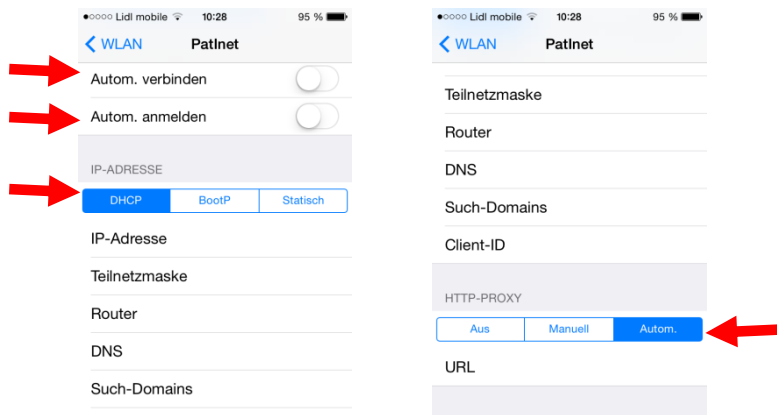 ●○○○○ Lidl mobile 10:28 95 %
WLAN PatInet
Autom. verbinden
Autom. anmelden
IP-ADRESSE
DHCP BootP Statisch
IP-Adresse
Teilnetzmaske
Router
DNS
Such-Domains
●○○○○ Lidl mobile 10:28 95 %
WLAN PatInet
Teilnetzmaske
Router
DNS
Such-Domains
Client-ID
HTTP-PROXY
Aus Manuell Autom.
URL